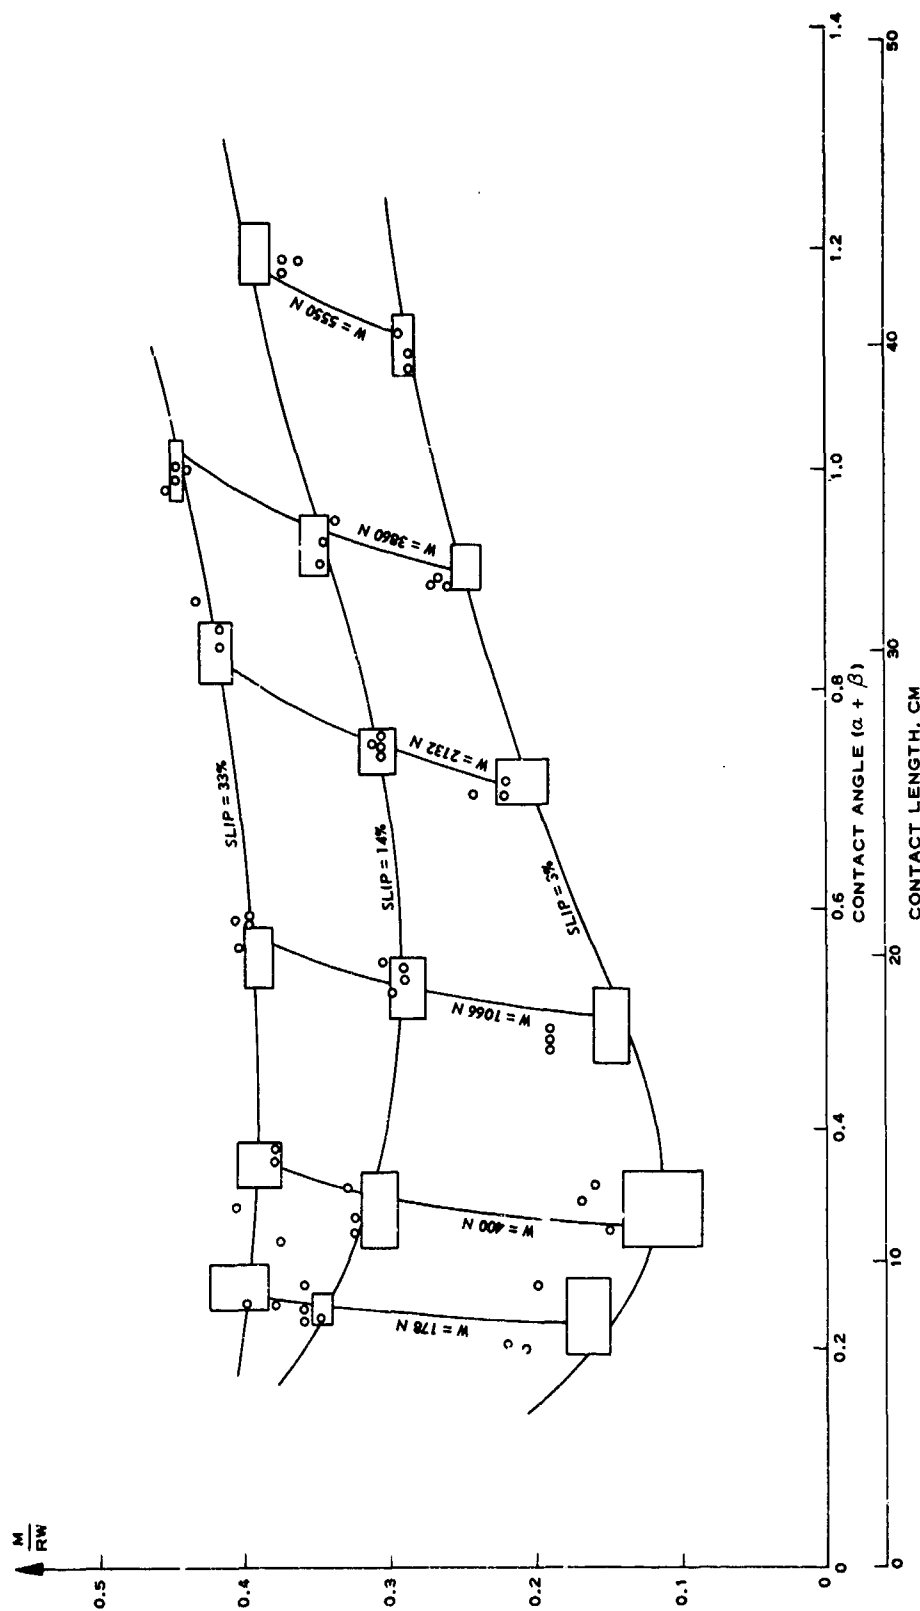 M
RW
0.5
0.4
0.3
0.2
0.1
0
SLIP = 33%
SLIP = 14%
SLIP = 5%
W = 178 N
W = 400 N
W = 1066 N
W = 2132 N
W = 3860 N
W = 5550 N
0
0.2
0.4
0.6
0.8
1.0
1.2
1.4
CONTACT ANGLE (α + β)
0
10
20
30
40
50
CONTACT LENGTH, CM